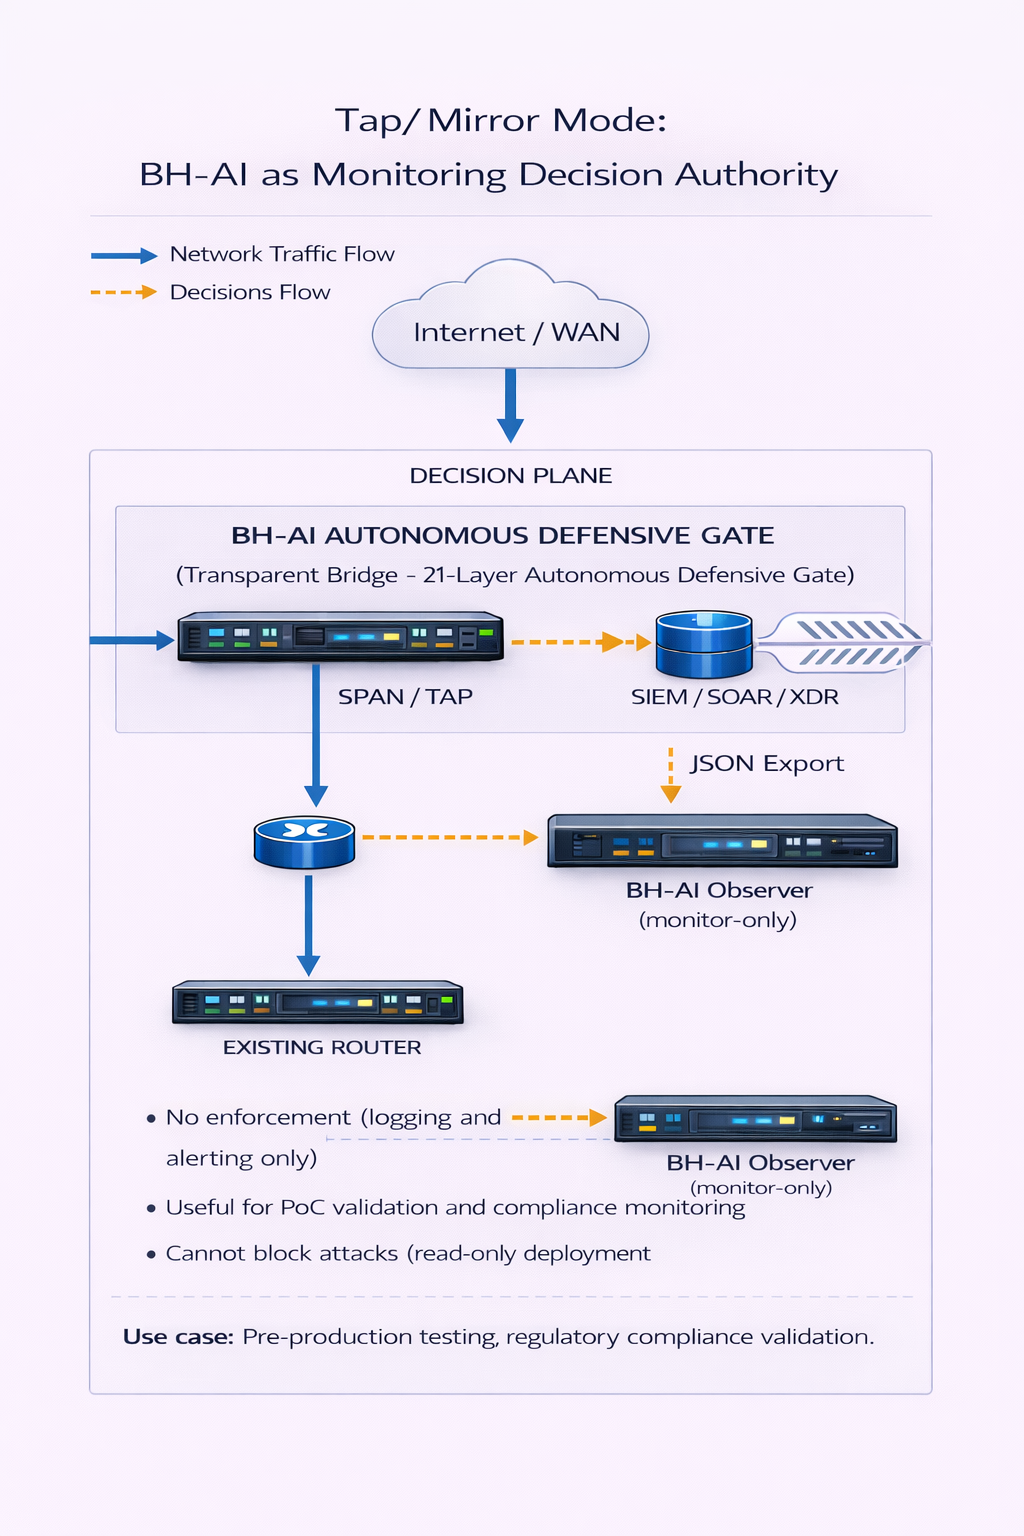 Tap/Mirror Mode:
BH-AI as Monitoring Decision Authority
Network Traffic Flow
Decisions Flow
Internet / WAN
DECISION PLANE
BH-AI AUTONOMOUS DEFENSIVE GATE
(Transparent Bridge - 21-Layer Autonomous Defensive Gate)
SPAN / TAP
SIEM / SOAR / XDR
JSON Export
BH-AI Observer
(monitor-only)
EXISTING ROUTER
• No enforcement (logging and
alerting only)
BH-AI Observer
(monitor-only)
• Useful for PoC validation and compliance monitoring
• Cannot block attacks (read-only deployment
Use case: Pre-production testing, regulatory compliance validation.